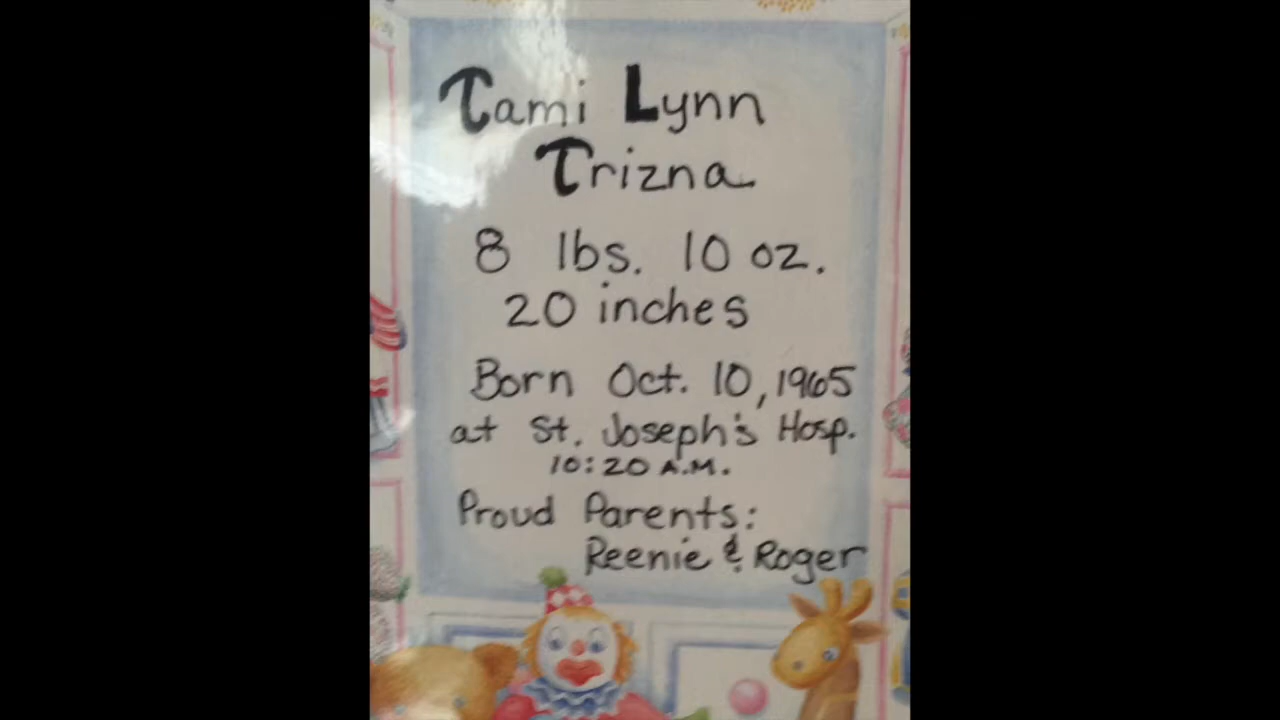 Tami Lynn
Trizna
8 lbs. 10 oz.
20 inches
Born Oct. 10, 1965
at St. Joseph's Hosp.
10:20 A.M.
Proud Parents:
Reenie & Roger